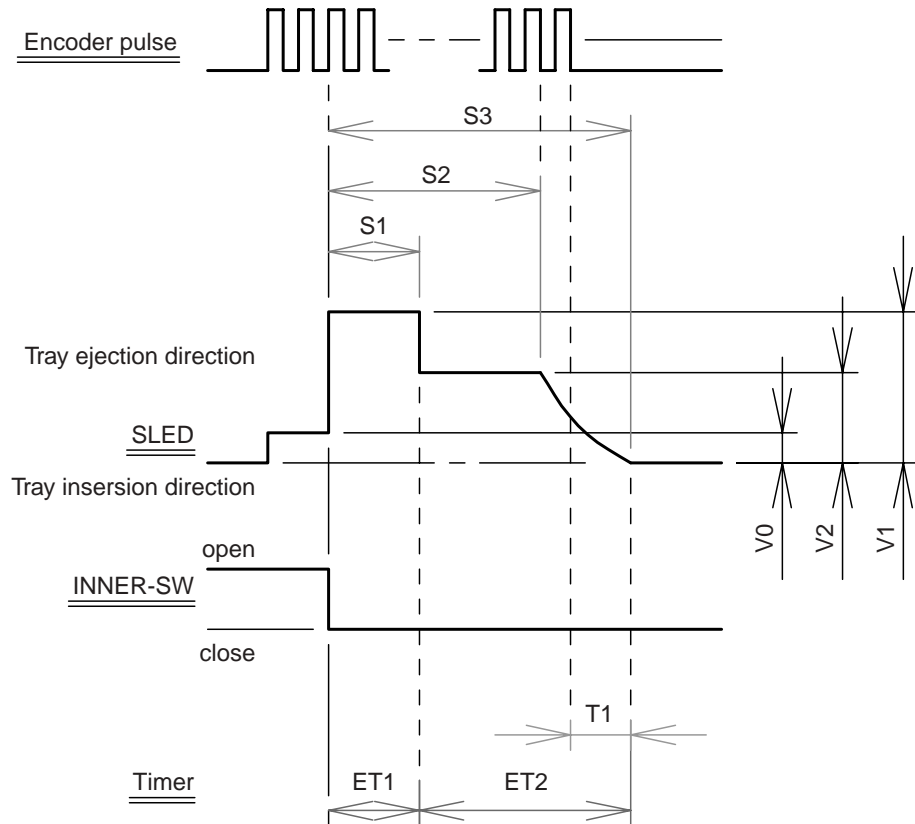 Encoder pulse
S3
S2
S1
Tray ejection direction
SLED
Tray insersion direction
V0
V2
V1
open
INNER-SW
close
T1
Timer
ET1
ET2